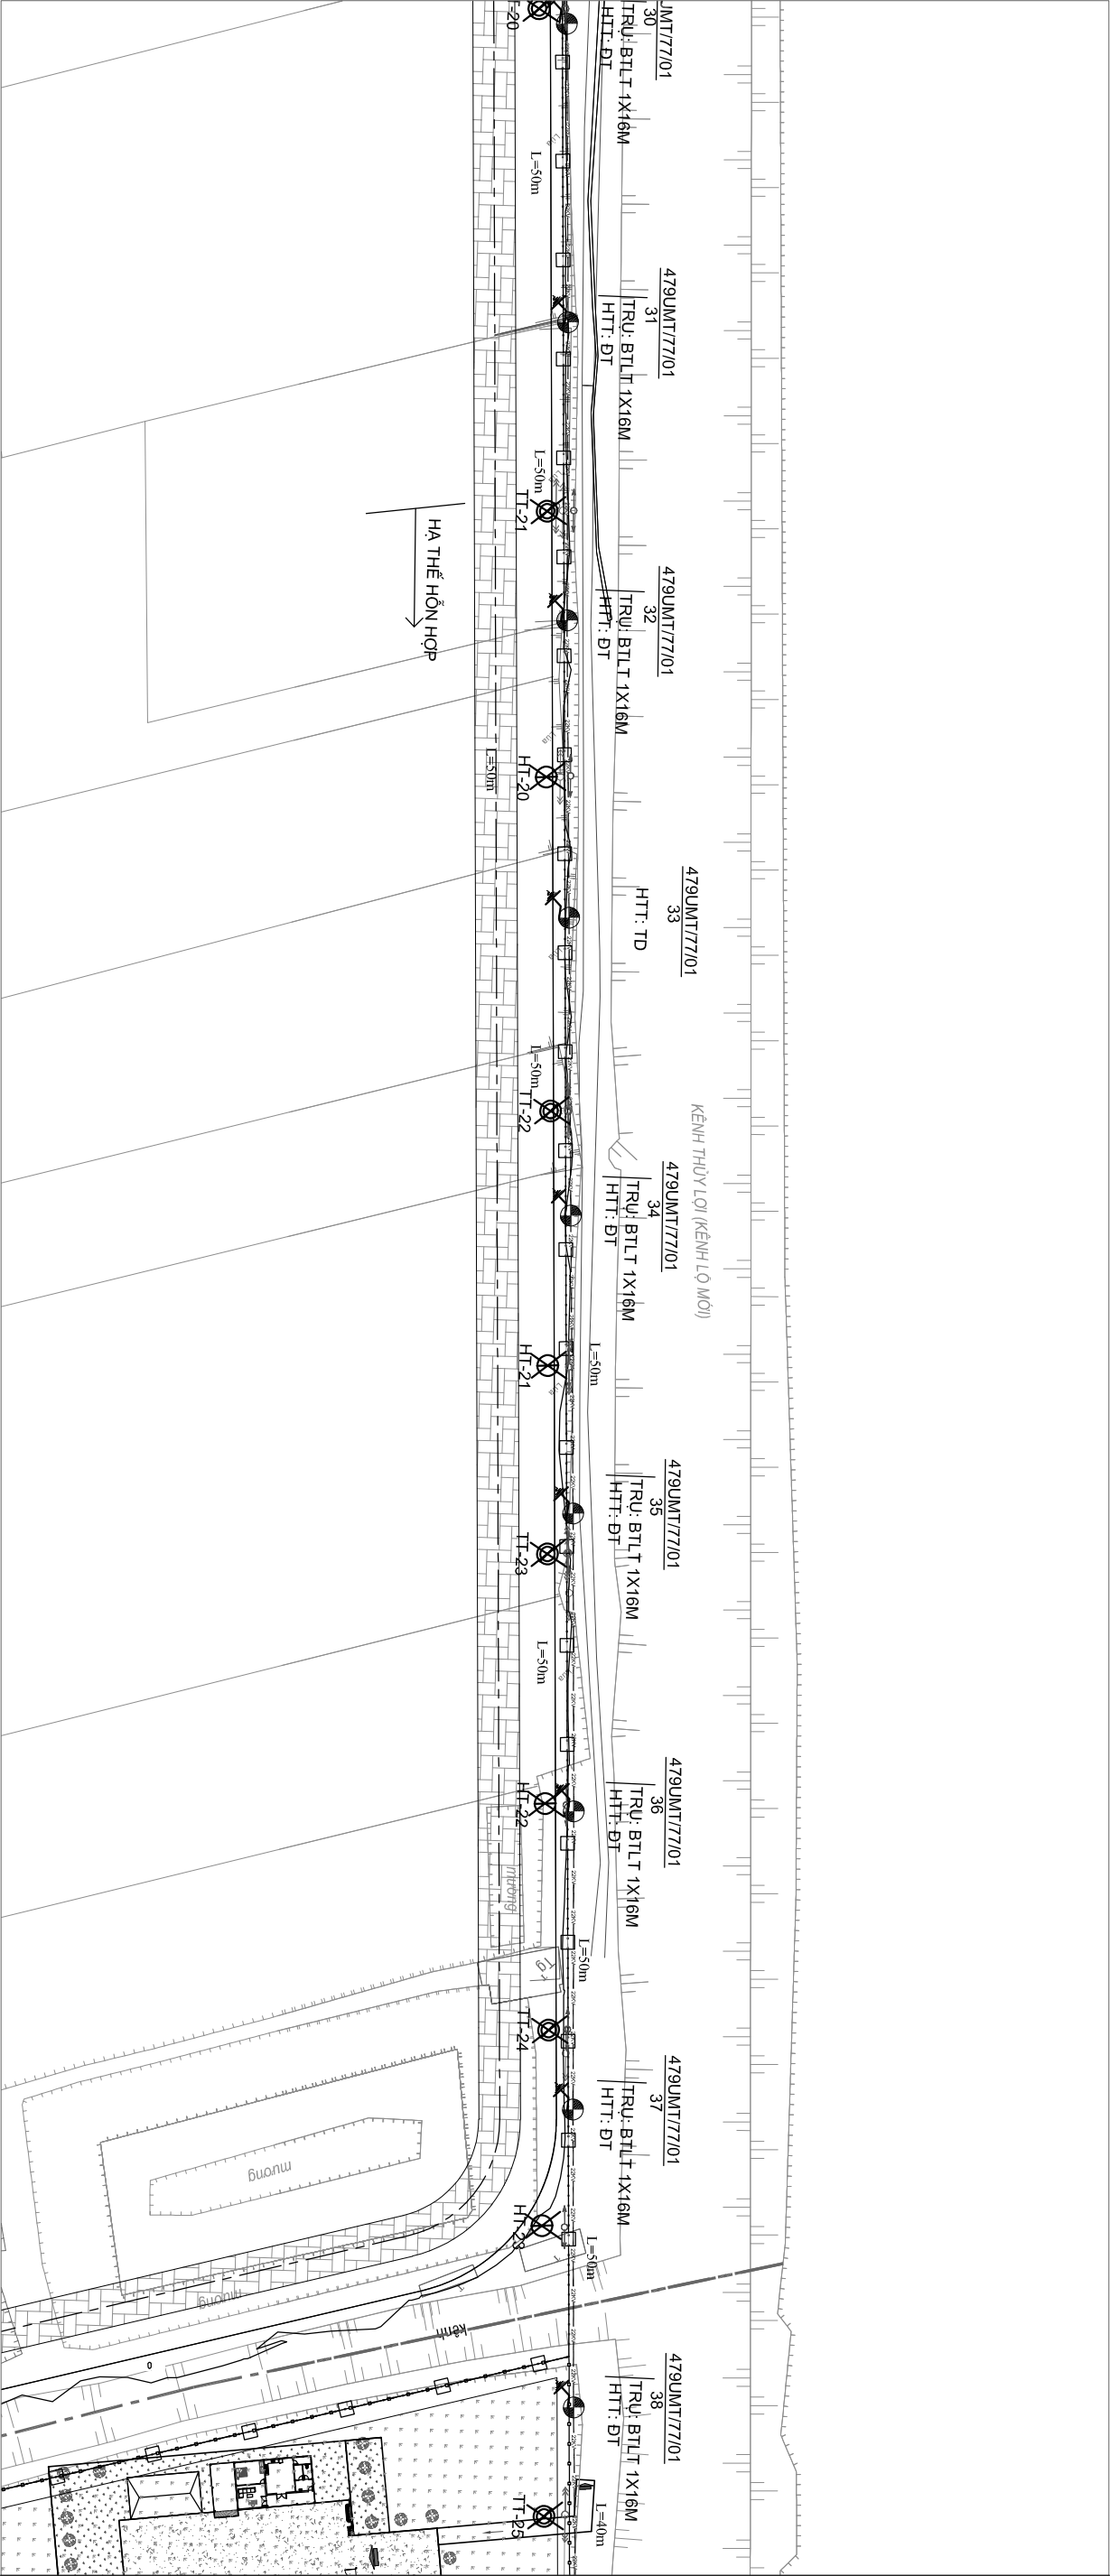 479UMT/77/01
30
TRỤ: BTLT 1X16M
HTT: ĐT
TT-20
L=50m
479UMT/77/01
31
TRỤ: BTLT 1X16M
HTT: ĐT
L=50m
TT-21
HẠ THẾ HỖN HỢP
479UMT/77/01
32
TRỤ: BTLT 1X16M
HTT: ĐT
L=50m
HT-20
479UMT/77/01
33
HTT: TD
L=50m
TT-22
KÊNH THỦY LỢI (KÊNH LỘ MỚI)
479UMT/77/01
34
TRỤ: BTLT 1X16M
HTT: ĐT
L=50m
HT-21
479UMT/77/01
35
TRỤ: BTLT 1X16M
HTT: ĐT
TT-23
L=50m
479UMT/77/01
36
TRỤ: BTLT 1X16M
HTT: ĐT
HT-22
mương
L=50m
Tg
TT-24
479UMT/77/01
37
TRỤ: BTLT 1X16M
HTT: ĐT
mương
HT-23
L=50m
mương
kênh
479UMT/77/01
38
TRỤ: BTLT 1X16M
HTT: ĐT
L=40m
TT-25